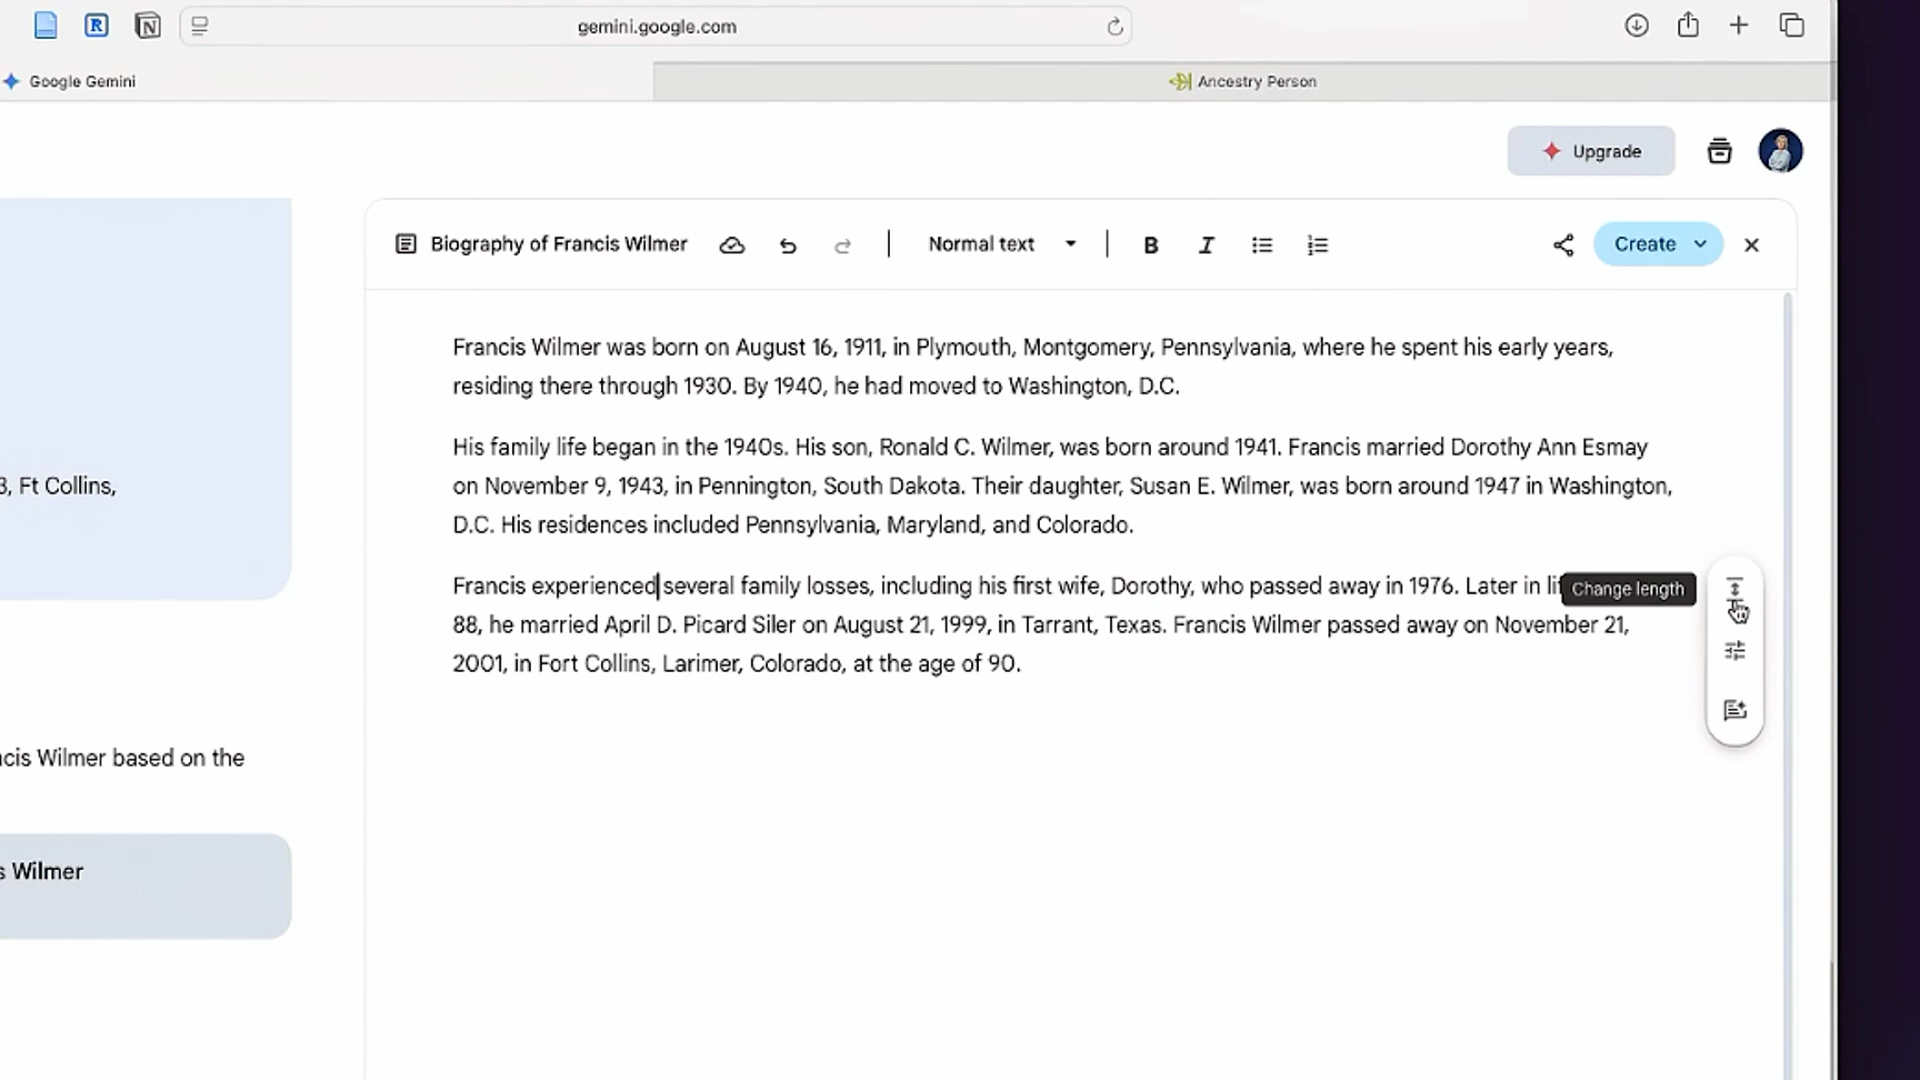 gemini.google.com
Google Gemini
Ancestry Person
Upgrade
Biography of Francis Wilmer
Normal text
B
I
Create
Francis Wilmer was born on August 16, 1911, in Plymouth, Montgomery, Pennsylvania, where he spent his early years,
residing there through 1930. By 1940, he had moved to Washington, D.C.
His family life began in the 1940s. His son, Ronald C. Wilmer, was born around 1941. Francis married Dorothy Ann Esmay
on November 9, 1943, in Pennington, South Dakota. Their daughter, Susan E. Wilmer, was born around 1947 in Washington,
D.C. His residences included Pennsylvania, Maryland, and Colorado.
Francis experienced several family losses, including his first wife, Dorothy, who passed away in 1976. Later in
Change length
88, he married April D. Picard Siler on August 21, 1999, in Tarrant, Texas. Francis Wilmer passed away on November 21,
2001, in Fort Collins, Larimer, Colorado, at the age of 90.
3, Ft Collins,
ncis Wilmer based on the
s Wilmer